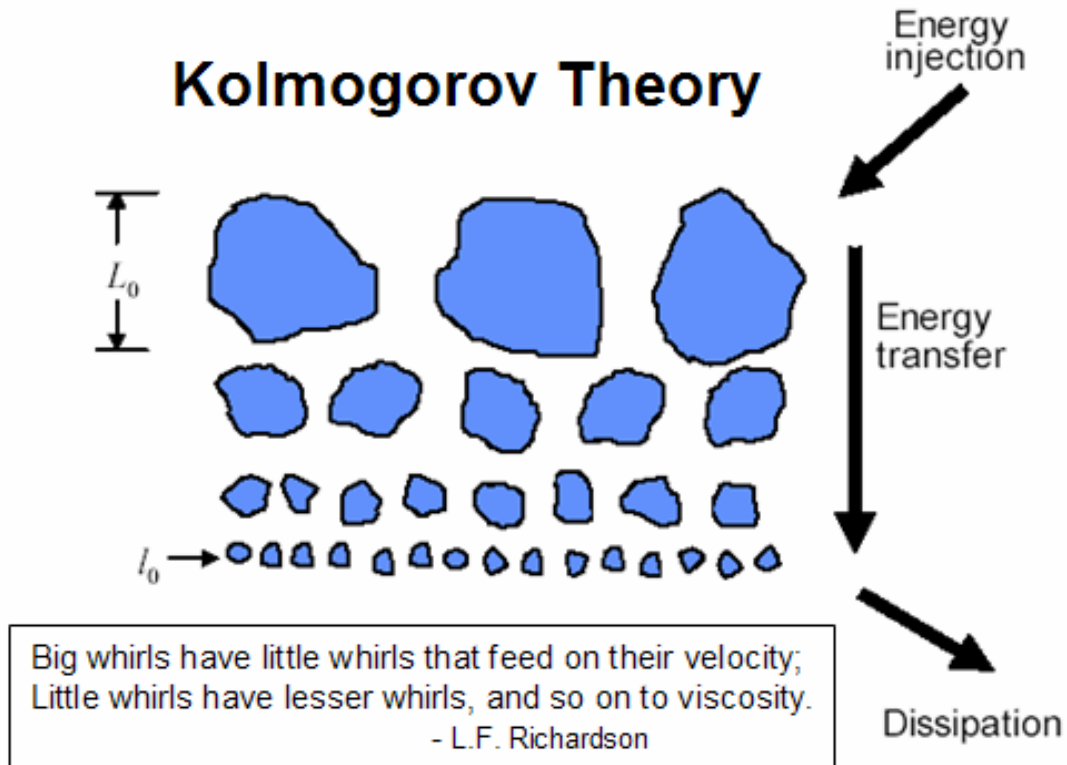 Energy
injection
Kolmogorov Theory
L₀
Energy
transfer
l₀
Big whirls have little whirls that feed on their velocity;
Little whirls have lesser whirls, and so on to viscosity.
- L.F. Richardson
Dissipation